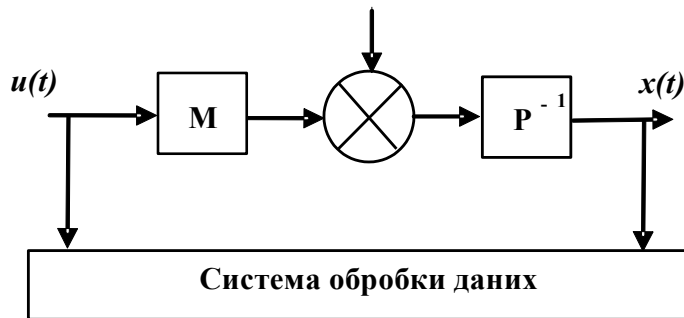 u(t)
M
P - 1
x(t)
Система обробки даних